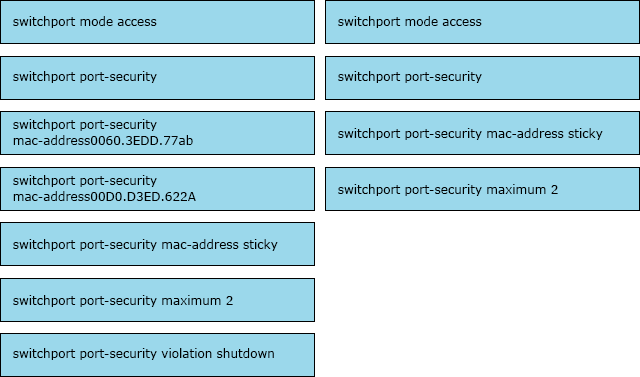 switchport mode access
switchport port-security
switchport port-security
mac-address0060.3EDD.77ab
switchport port-security
mac-address00D0.D3ED.622A
switchport port-security mac-address sticky
switchport port-security maximum 2
switchport port-security violation shutdown
switchport mode access
switchport port-security
switchport port-security mac-address sticky
switchport port-security maximum 2